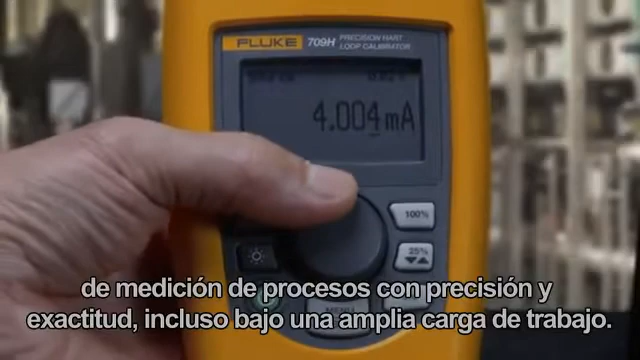 FLUKE 709H PRECISION HART
LOOP CALIBRATOR
4.004 mA
100%
25%
de medición de procesos con precisión y
exactitud, incluso bajo una amplia carga de trabajo.